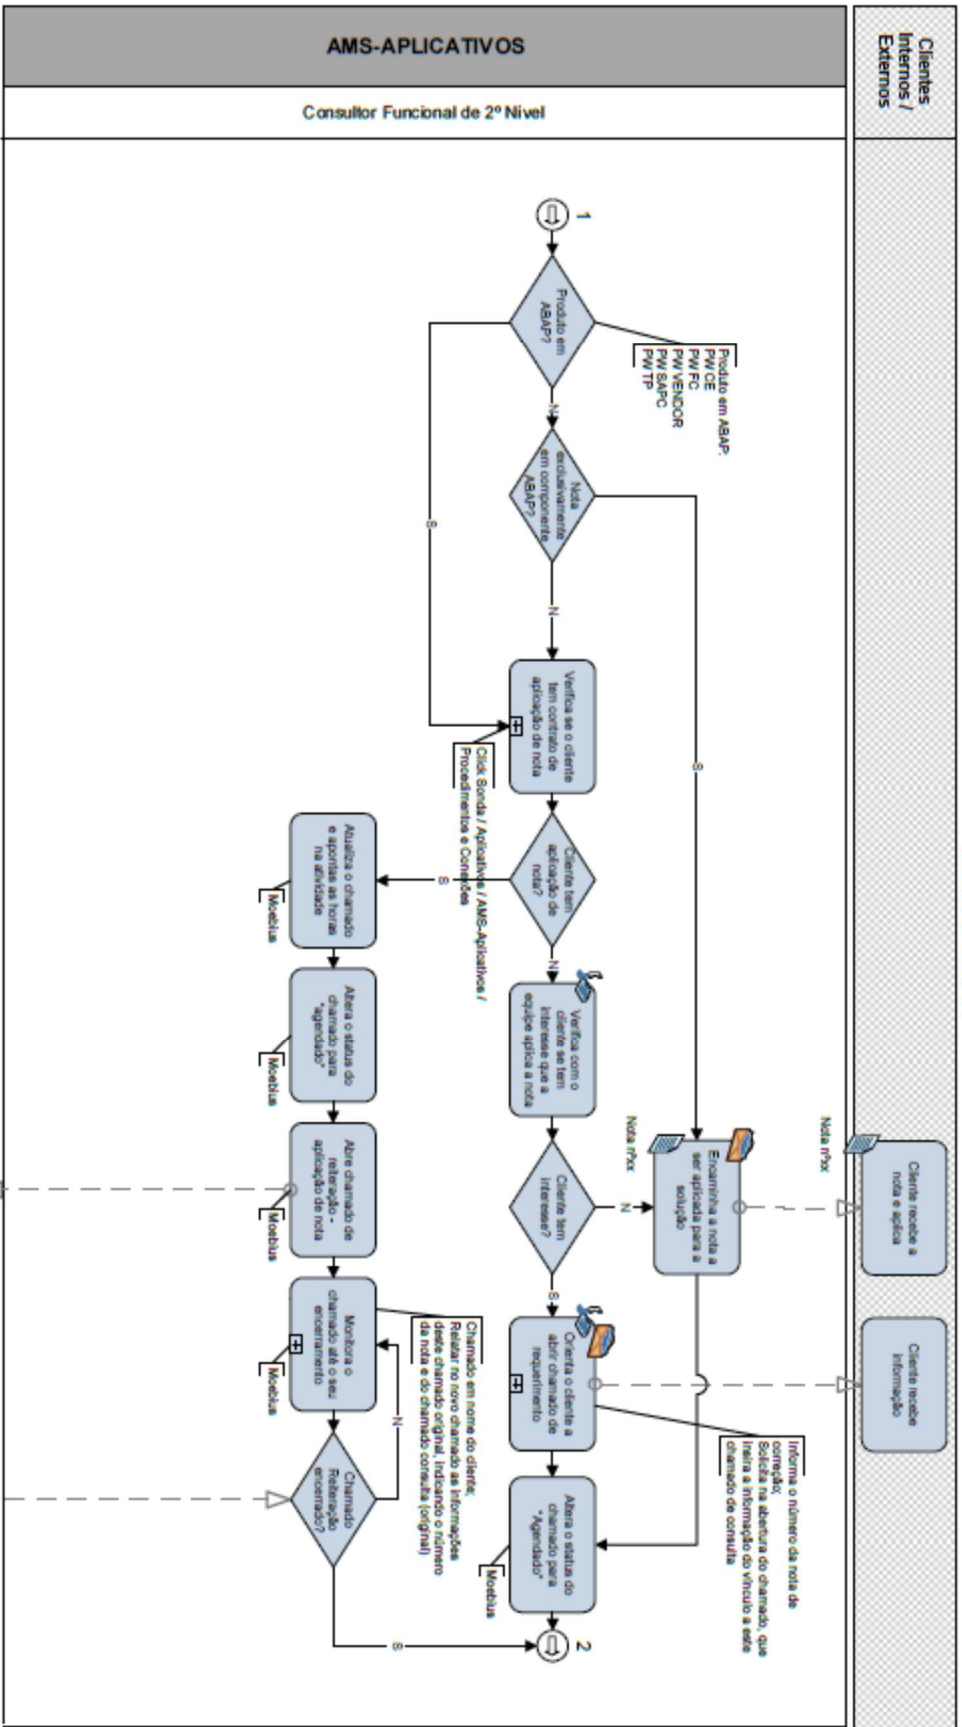 Clientes
Internos /
Externos
AMS-APLICATIVOS
Consultor Funcional de 2º Nível
Cliente recebe a
nota e aplica
Nota nºxx
Cliente recebe
informação
1
Produto em
ABAP?
Produto em ABAP:
PW CE
PW FC
PW VENDOR
PW SAPC
PW TP
N
S
Nota
exclusivamente
em componente
ABAP?
N
S
Verifica se o cliente
tem contrato de
aplicação de nota
Click Sonda / Aplicativos / AMS-Aplicativos /
Procedimentos e Conexões
Cliente tem
aplicação de
nota?
N
S
Verifica com o
cliente se tem
interesse que a
equipe aplica a nota
Cliente tem
interesse?
N
S
Encaminha a nota a
ser aplicada para a
solução
Nota nºxx
Orienta o cliente a
abrir chamado de
requerimento
Informa o número da nota de
correção;
Solicita na abertura do chamado, que
insira a informação do vínculo a este
chamado de consulta
Altera o status do
chamado para
"Agendado"
Moebius
2
Atualiza o chamado
e apontas as horas
na atividade
Moebius
Altera o status do
chamado para
"agendado"
Moebius
Abre chamado de
reiteração -
aplicação de nota
Moebius
Monitora o
chamado até o seu
encerramento
Moebius
Chamado em nome do cliente;
Relatar no novo chamado as informações
deste chamado original, indicando o número
da nota e do chamado consulta (original)
Chamado
Reiteração
encerrado?
N
S